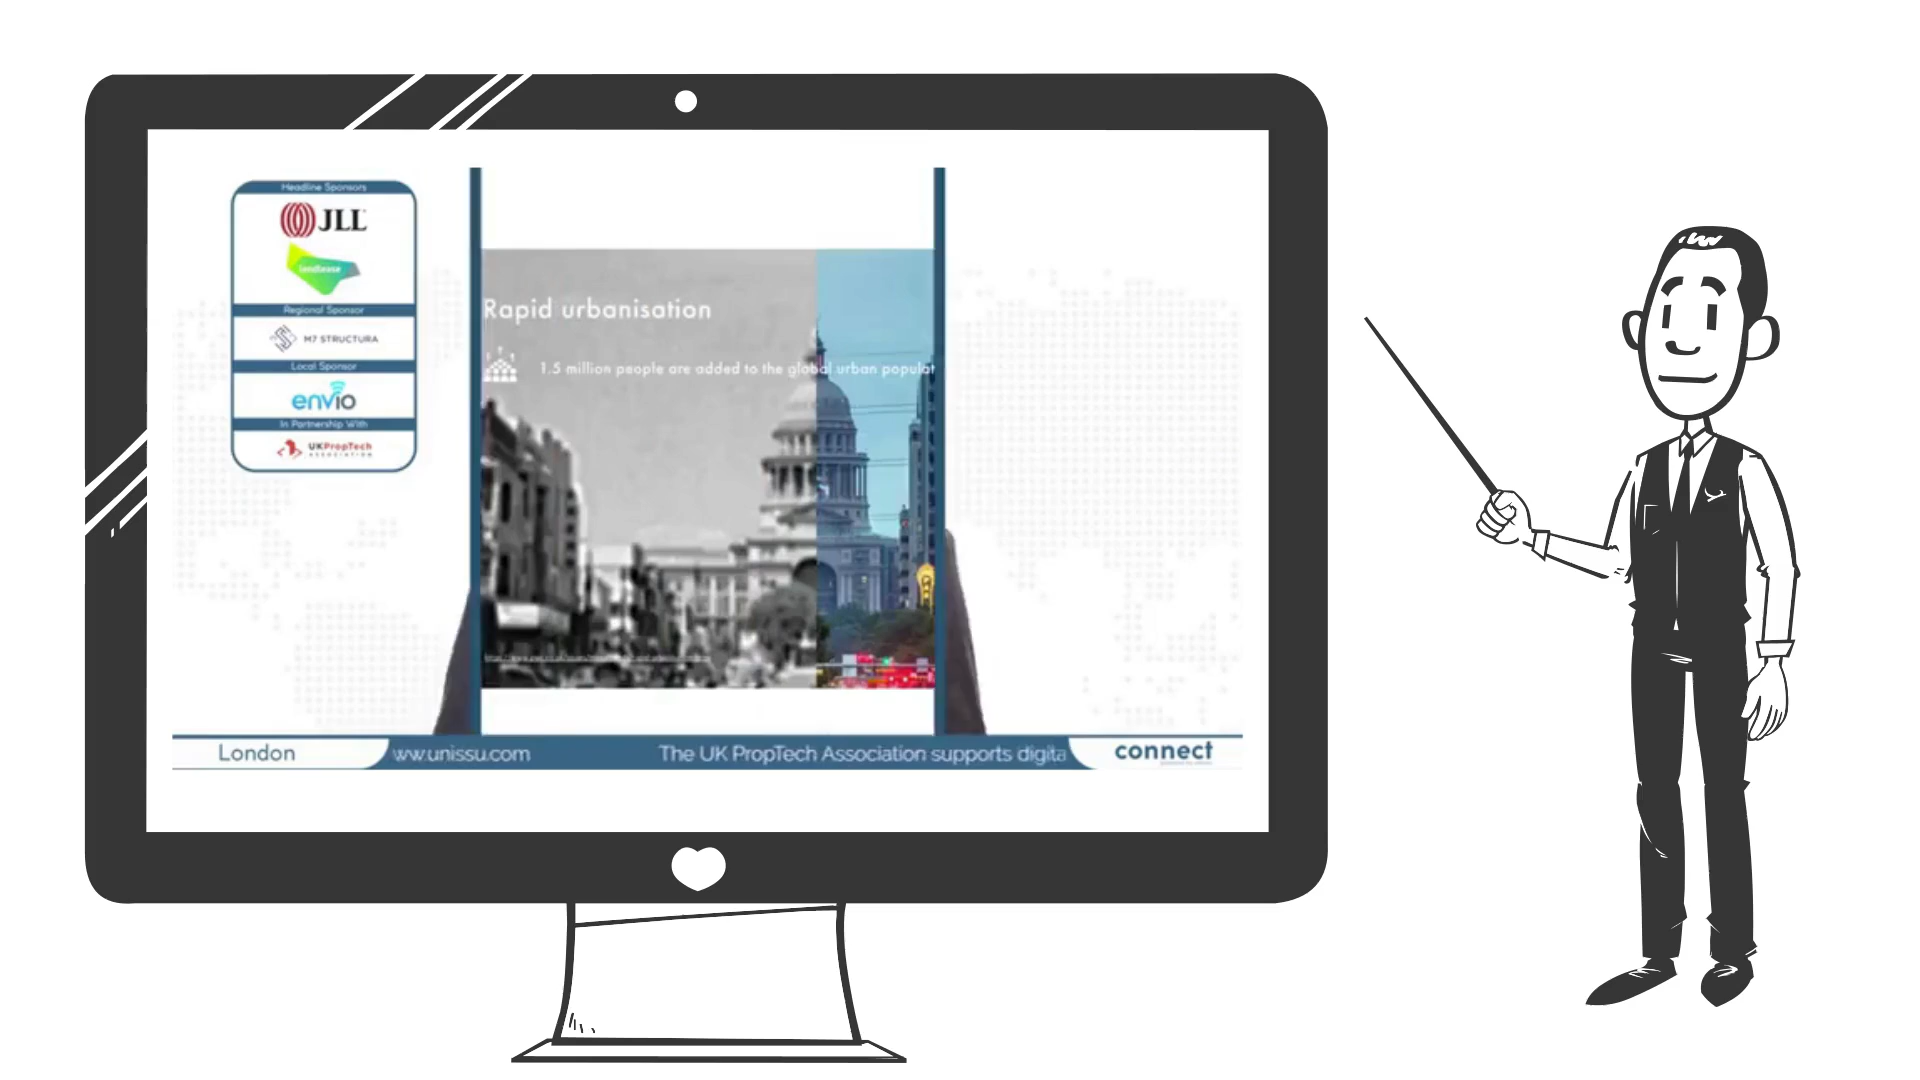 Headline Sponsors
JLL
lendlease
Regional Sponsor
M7 STRUCTURA
Local Sponsor
envio
In Partnership With
UKPropTech
ASSOCIATION
Rapid urbanisation
1.5 million people are added to the global urban populat
London
ww.unissu.com
The UK PropTech Association supports digita
connect